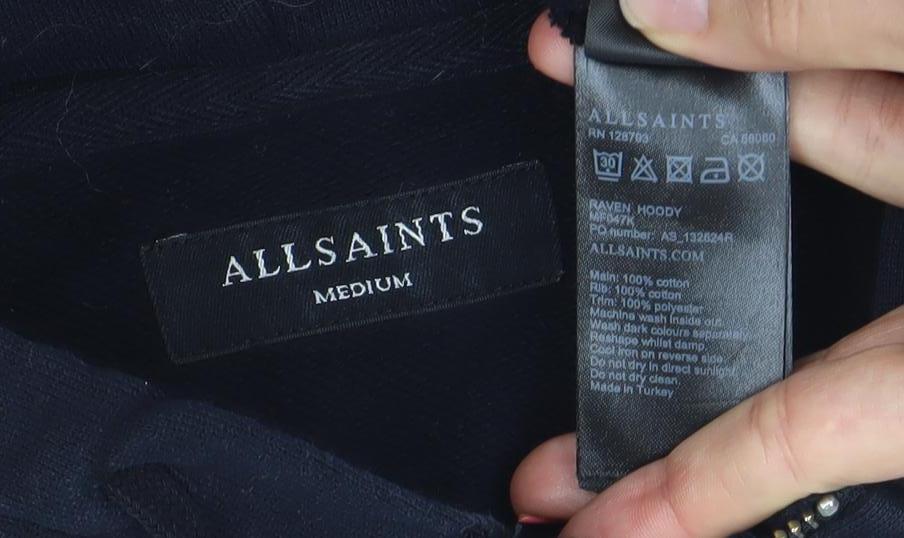 ALLSAINTS
MEDIUM
ALLSAINTS
RN 128793 CA 56060
30
RAVEN HOODY
MF047K
PO number: AS_132624R
ALLSAINTS.COM
Main: 100% cotton
Rib: 100% cotton
Trim: 100% polyester
Machine wash inside out.
Wash dark colours separately.
Reshape whilst damp.
Cool iron on reverse side.
Do not dry in direct sunlight.
Do not dry clean.
Made in Turkey